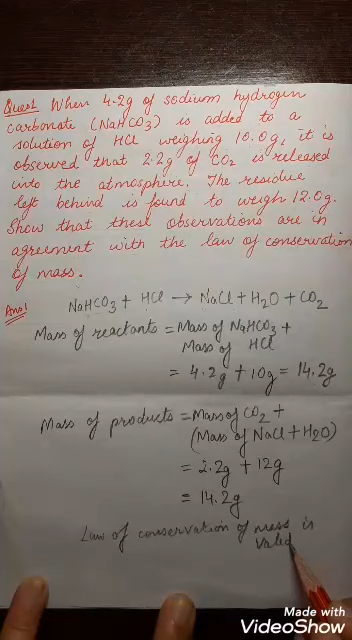 Ques1 When 4.2g of sodium hydrogen
carbonate (NaHCO3) is added to a
solution of HCl weighing 10.0g, it is
observed that 2.2g of CO2 is released
into the atmosphere. The residue
left behind is found to weigh 12.0g.
Show that these observations are in
agreement with the law of conservation
of mass.
Ans:1
NaHCO3 + HCl → NaCl + H2O + CO2
Mass of reactants = Mass of NaHCO3 +
Mass of HCl
= 4.2g + 10g = 14.2g
Mass of products = Mass of CO2 +
(Mass of NaCl + H2O)
= 2.2g + 12g
= 14.2g
Law of conservation of mass is
valid
Made with
VideoShow